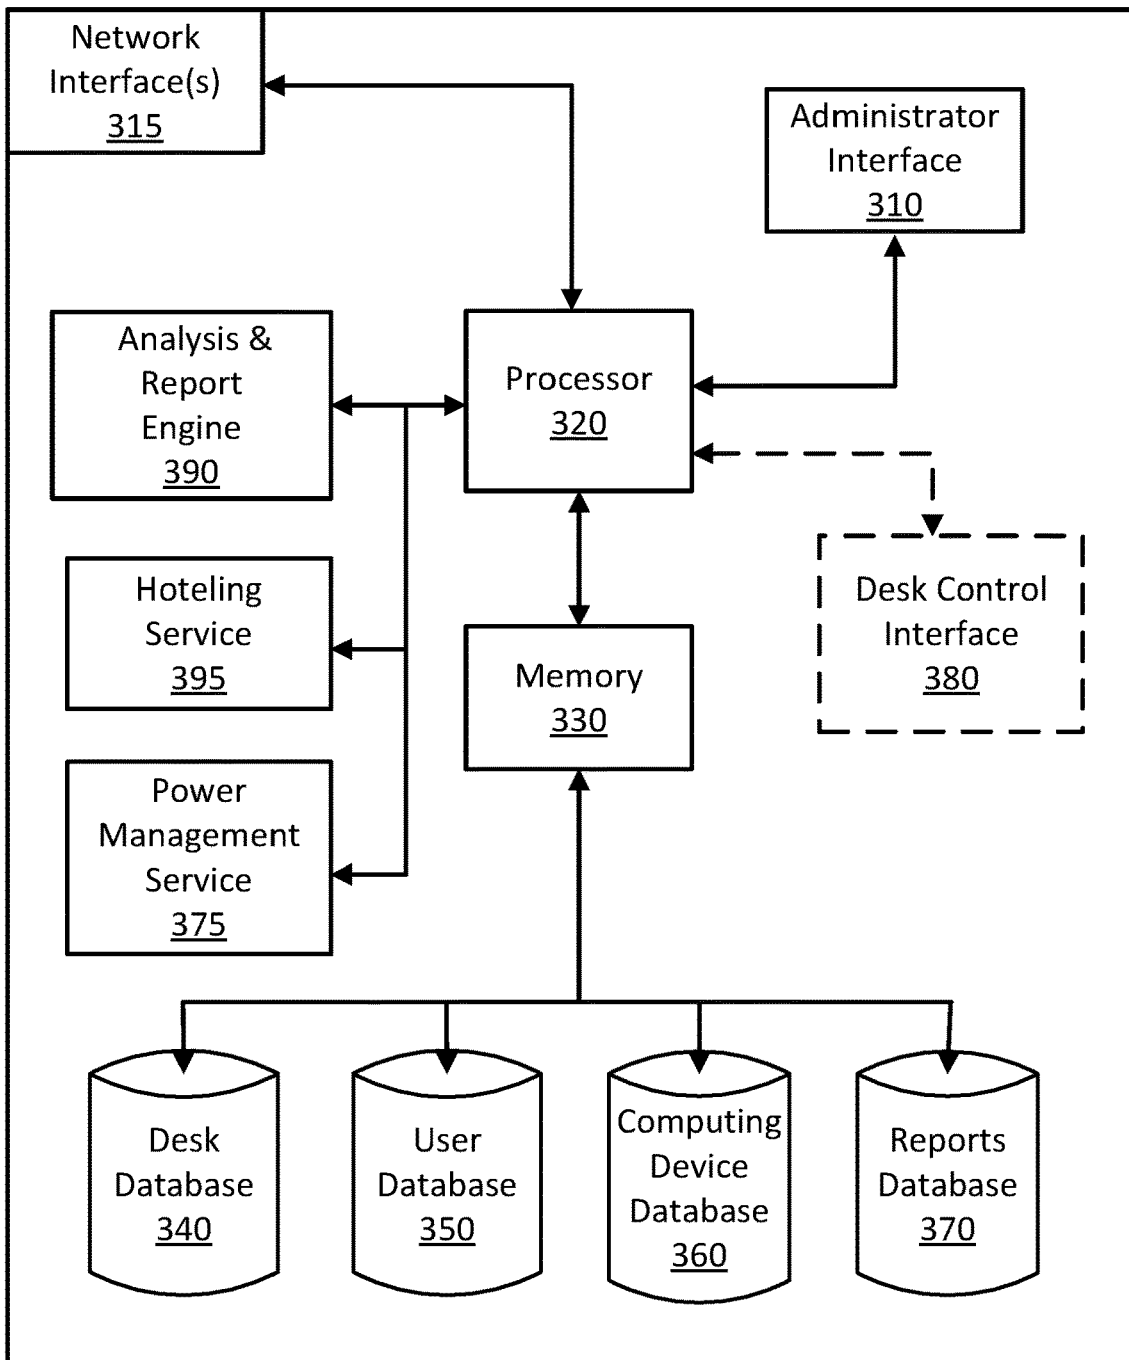 Network
Interface(s)
315
Administrator
Interface
310
Analysis &
Report
Engine
390
Processor
320
Hoteling
Service
395
Memory
330
Desk Control
Interface
380
Power
Management
Service
375
Desk
Database
340
User
Database
350
Computing
Device
Database
360
Reports
Database
370